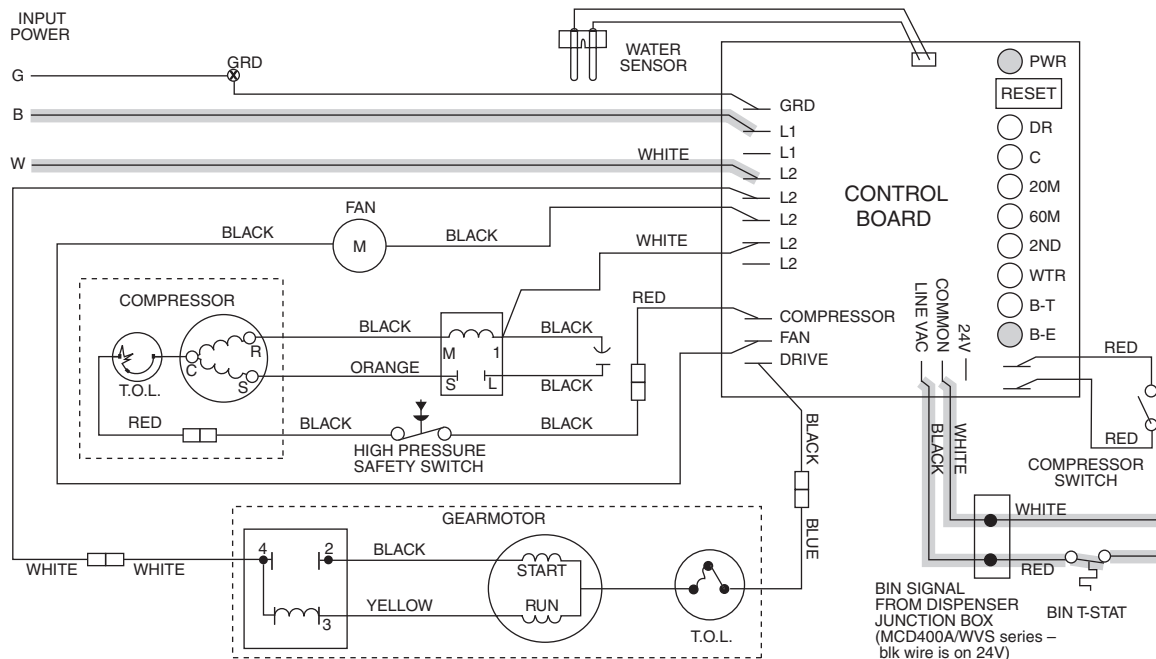 INPUT
POWER
G
GRD
B
W
WHITE
WATER
SENSOR
GRD
L1
L1
L2
L2
L2
L2
L2
CONTROL
BOARD
PWR
RESET
DR
C
20M
60M
2ND
WTR
B-T
B-E
FAN
M
BLACK
BLACK
WHITE
RED
COMPRESSOR
FAN
DRIVE
LINE VAC
COMMON
24V
COMPRESSOR
T.O.L.
C
R
S
BLACK
ORANGE
M
1
S
L
BLACK
BLACK
RED
BLACK
BLACK
HIGH PRESSURE
SAFETY SWITCH
RED
RED
COMPRESSOR
SWITCH
BLACK
WHITE
BLACK
BLUE
WHITE
RED
BIN T-STAT
BIN SIGNAL
FROM DISPENSER
JUNCTION BOX
(MCD400A/WVS series –
blk wire is on 24V)
GEARMOTOR
WHITE
WHITE
4
2
3
BLACK
YELLOW
START
RUN
T.O.L.